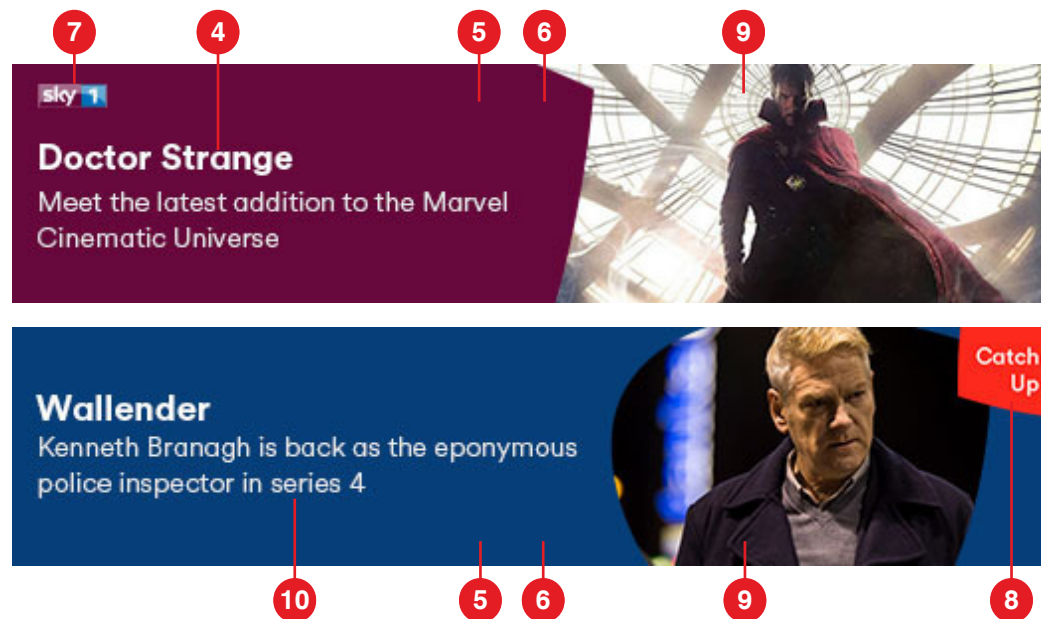 7 4 5 6 9
sky 1
Doctor Strange
Meet the latest addition to the Marvel
Cinematic Universe
Catch
Up
Wallender
Kenneth Branagh is back as the eponymous
police inspector in series 4
10 5 6 9 8